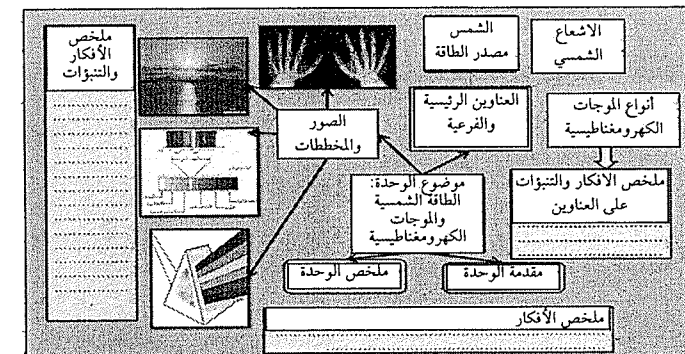 الاشعاع
الشمسي
الشمس
مصدر الطاقة
ملخص
الأفكار
والتنبؤات
أنواع الموجات
الكهرومغناطيسية
العناوين الرئيسية
والفرعية
الصور
والمخططات
ملخص الافكار والتنبؤات
على العناوين
موضوع الوحدة:
الطاقة الشمسية
والموجات
الكهرومغناطيسية
مقدمة الوحدة
ملخص الوحدة
ملخص الأفكار